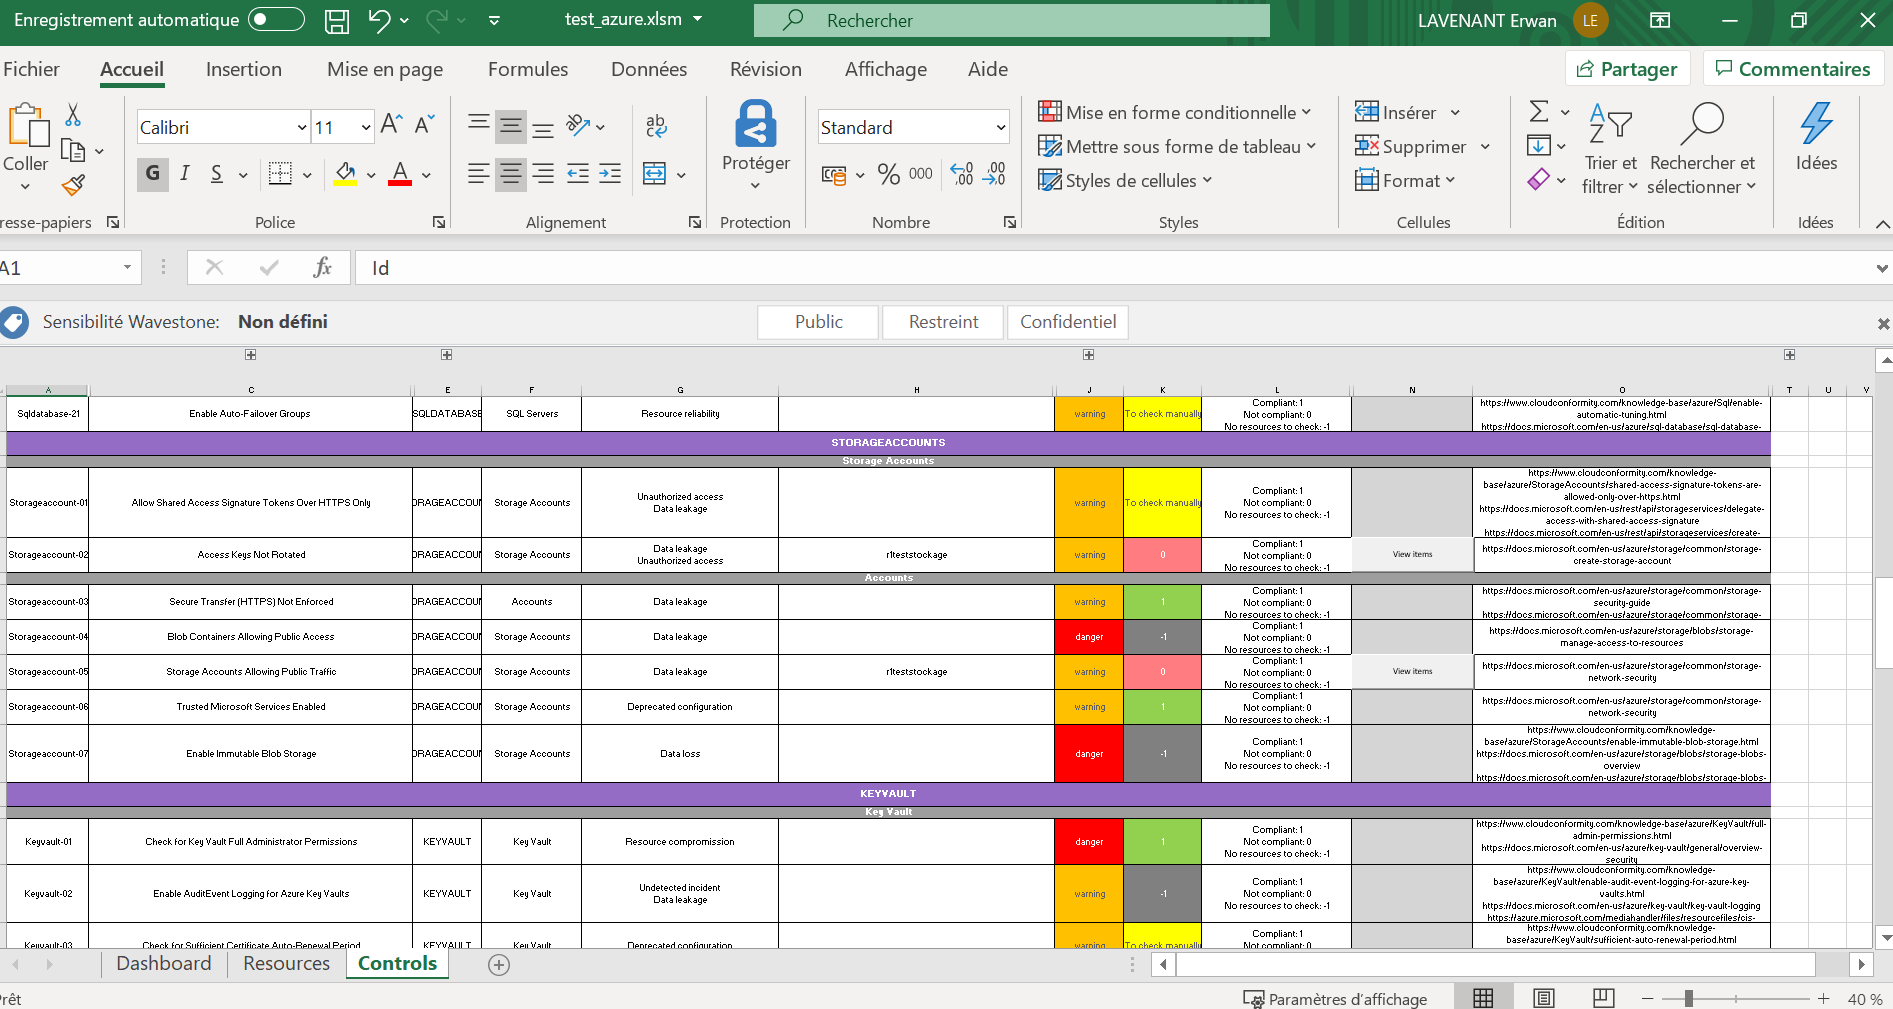 Enregistrement automatique
test_azure.xlsm
Rechercher
LAVENANT Erwan
LE
Fichier
Accueil
Insertion
Mise en page
Formules
Données
Révision
Affichage
Aide
Partager
Commentaires
Coller
resse-papiers
Calibri
11
G I S
Police
Alignement
Protéger
Protection
Standard
% 000
Nombre
Mise en forme conditionnelle
Mettre sous forme de tableau
Styles de cellules
Styles
Insérer
Supprimer
Format
Cellules
Trier et
filtrer
Rechercher et
sélectionner
Édition
Idées
Idées
A1
fx
Id
Sensibilité Wavestone: Non défini
Public
Restreint
Confidentiel
A C E F G H J K L N O T U V
Sqldatabase-21
Enable Auto-Failover Groups
SQLDATABASE
SQL Servers
Resource reliability
warning
To check manually
Compliant: 1
Not compliant: 0
No resources to check: -1
https://www.cloudconformity.com/knowledge-base/azure/Sql/enable-
automatic-tuning.html
https://docs.microsoft.com/en-us/azure/sql-database/sql-database-
STORAGEACCOUNTS
Storage Accounts
Storageaccount-01
Allow Shared Access Signature Tokens Over HTTPS Only
ORAGEACCOUN
Storage Accounts
Unauthorized access
Data leakage
warning
To check manually
Compliant: 1
Not compliant: 0
No resources to check: -1
https://www.cloudconformity.com/knowledge-
base/azure/StorageAccounts/shared-access-signature-tokens-are-
allowed-only-over-https.html
https://docs.microsoft.com/en-us/rest/api/storageservices/delegate-
access-with-shared-access-signature
https://docs.microsoft.com/en-us/rest/api/storageservices/create-
Storageaccount-02
Access Keys Not Rotated
ORAGEACCOUN
Storage Accounts
Data leakage
Unauthorized access
r1teststockage
warning
0
Compliant: 1
Not compliant: 0
No resources to check: -1
View items
https://docs.microsoft.com/en-us/azure/storage/common/storage-
create-storage-account
Accounts
Storageaccount-03
Secure Transfer (HTTPS) Not Enforced
ORAGEACCOUN
Accounts
Data leakage
warning
1
Compliant: 1
Not compliant: 0
No resources to check: -1
https://docs.microsoft.com/en-us/azure/storage/common/storage-
security-guide
https://docs.microsoft.com/en-us/azure/storage/common/storage-
Storageaccount-04
Blob Containers Allowing Public Access
ORAGEACCOUN
Storage Accounts
Data leakage
danger
-1
Compliant: 1
Not compliant: 0
No resources to check: -1
https://docs.microsoft.com/en-us/azure/storage/blobs/storage-
manage-access-to-resources
Storageaccount-05
Storage Accounts Allowing Public Traffic
ORAGEACCOUN
Storage Accounts
Data leakage
r1teststockage
warning
0
Compliant: 1
Not compliant: 0
No resources to check: -1
View items
https://docs.microsoft.com/en-us/azure/storage/common/storage-
network-security
Storageaccount-06
Trusted Microsoft Services Enabled
ORAGEACCOUN
Storage Accounts
Deprecated configuration
warning
1
Compliant: 1
Not compliant: 0
No resources to check: -1
https://docs.microsoft.com/en-us/azure/storage/common/storage-
network-security
Storageaccount-07
Enable Immutable Blob Storage
ORAGEACCOUN
Storage Accounts
Data loss
danger
-1
Compliant: 1
Not compliant: 0
No resources to check: -1
https://www.cloudconformity.com/knowledge-
base/azure/StorageAccounts/enable-immutable-blob-storage.html
https://docs.microsoft.com/en-us/azure/storage/blobs/storage-blobs-
overview
https://docs.microsoft.com/en-us/azure/storage/blobs/storage-blobs-
KEYVAULT
Key Vault
Keyvault-01
Check for Key Vault Full Administrator Permissions
KEYVAULT
Key Vault
Resource compromission
danger
1
Compliant: 1
Not compliant: 0
No resources to check: -1
https://www.cloudconformity.com/knowledge-base/azure/KeyVault/full-
admin-permissions.html
https://docs.microsoft.com/en-us/azure/key-vault/general/overview-
security
Keyvault-02
Enable AuditEvent Logging for Azure Key Vaults
KEYVAULT
Key Vault
Undetected incident
Data leakage
warning
-1
Compliant: 1
Not compliant: 0
No resources to check: -1
https://www.cloudconformity.com/knowledge-
base/azure/KeyVault/enable-audit-event-logging-for-azure-key-
vaults.html
https://docs.microsoft.com/en-us/azure/key-vault/key-vault-logging
https://azure.microsoft.com/mediahandler/files/resourcefiles/cis-
Keyvault-03
Check for Sufficient Certificate Auto-Renewal Period
KEYVAULT
Key Vault
Deprecated configuration
warning
To check manually
Compliant: 1
Not compliant: 0
https://www.cloudconformity.com/knowledge-
base/azure/KeyVault/sufficient-auto-renewal-period.html
Dashboard
Resources
Controls
rêt
Paramètres d'affichage
40 %